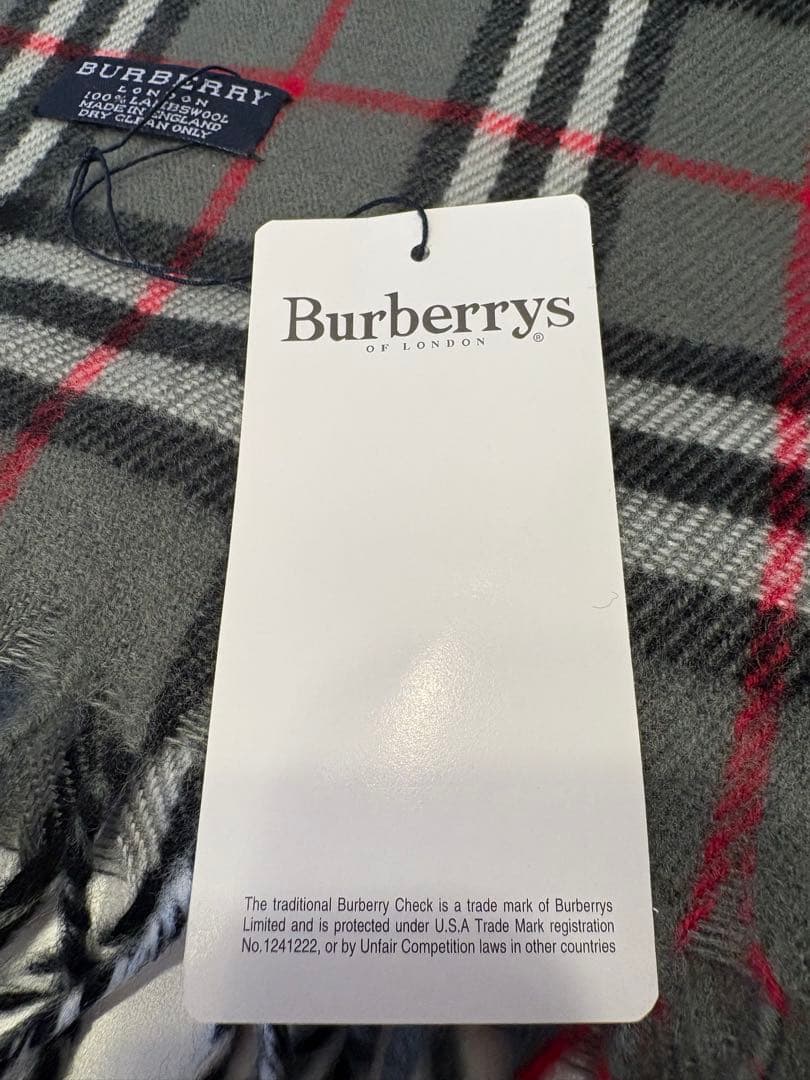 BURBERRY
LONDON
100% LAMBSWOOL
MADE IN ENGLAND
DRY CLEAN ONLY
Burberrys
OF LONDON ®
The traditional Burberry Check is a trade mark of Burberrys
Limited and is protected under U.S.A Trade Mark registration
No.1241222, or by Unfair Competition laws in other countries